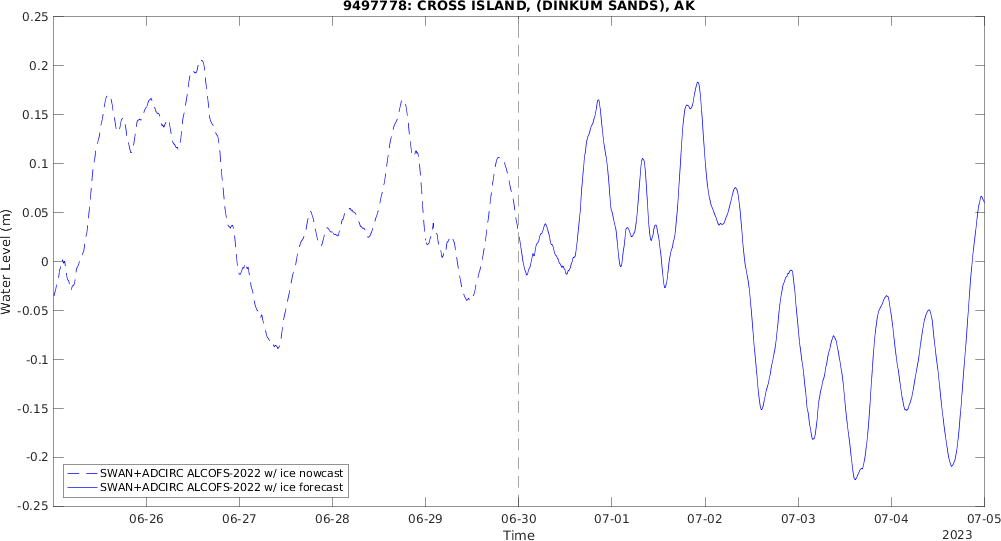 9497778: CROSS ISLAND, (DINKUM SANDS), AK
0.25
0.2
0.15
0.1
0.05
0
-0.05
-0.1
-0.15
-0.2
-0.25
Water Level (m)
SWAN+ADCIRC ALCOFS-2022 w/ ice nowcast
SWAN+ADCIRC ALCOFS-2022 w/ ice forecast
06-26 06-27 06-28 06-29 06-30 07-01 07-02 07-03 07-04 07-05
Time
2023